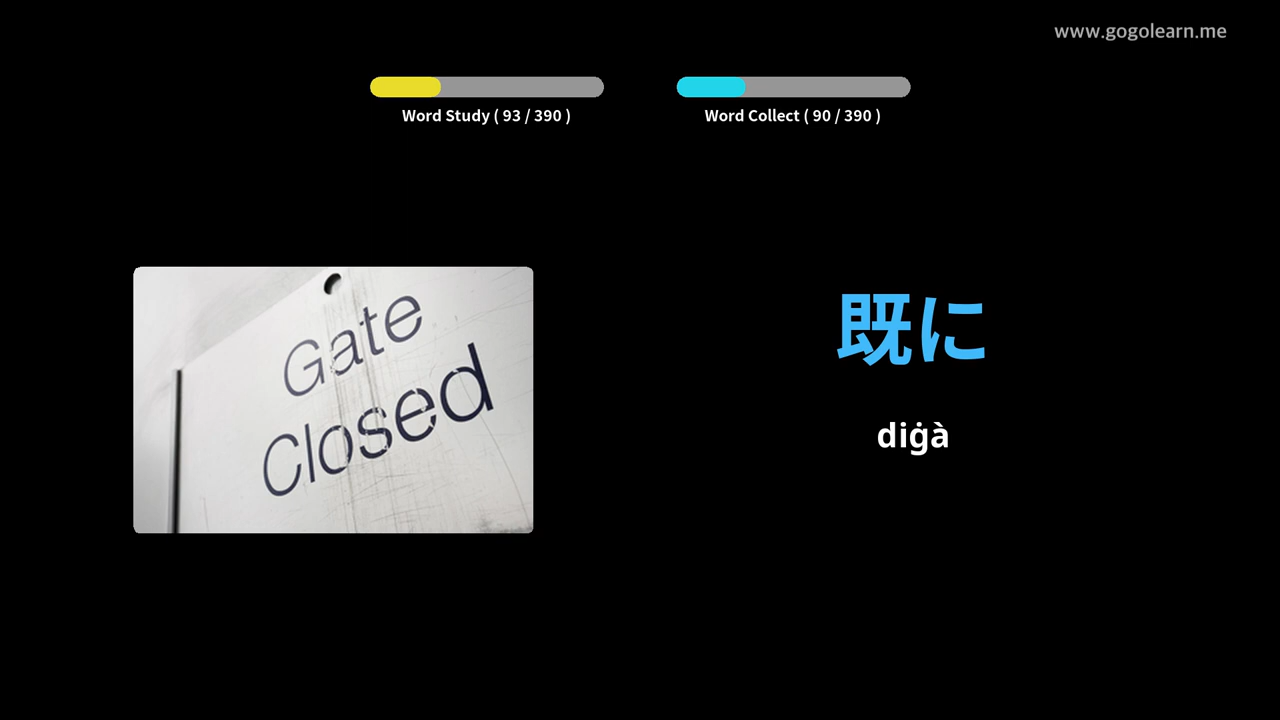 www.gogolearn.me
Word Study ( 93 / 390 )
Word Collect ( 90 / 390 )
Gate
Closed
既に
diġà